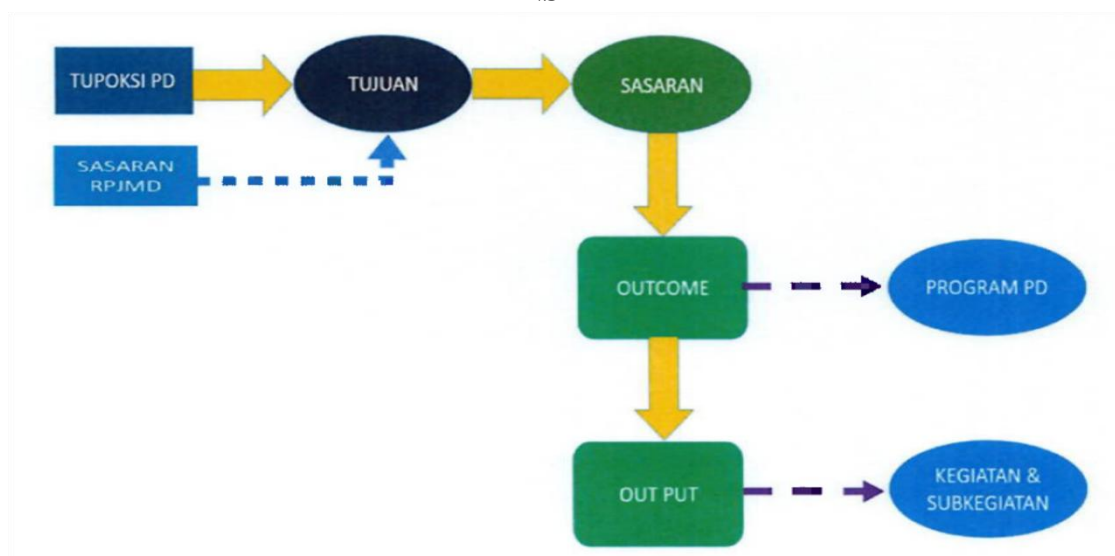 TUPOKSI PD
TUJUAN
SASARAN
SASARAN
RPJMD
OUTCOME
PROGRAM PD
OUT PUT
KEGIATAN &
SUBKEGIATAN